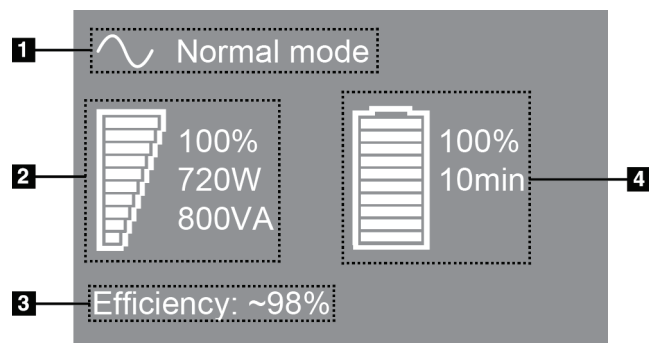 1
Normal mode
2
100%
720W
800VA
100%
10min
4
3
Efficiency: ~98%